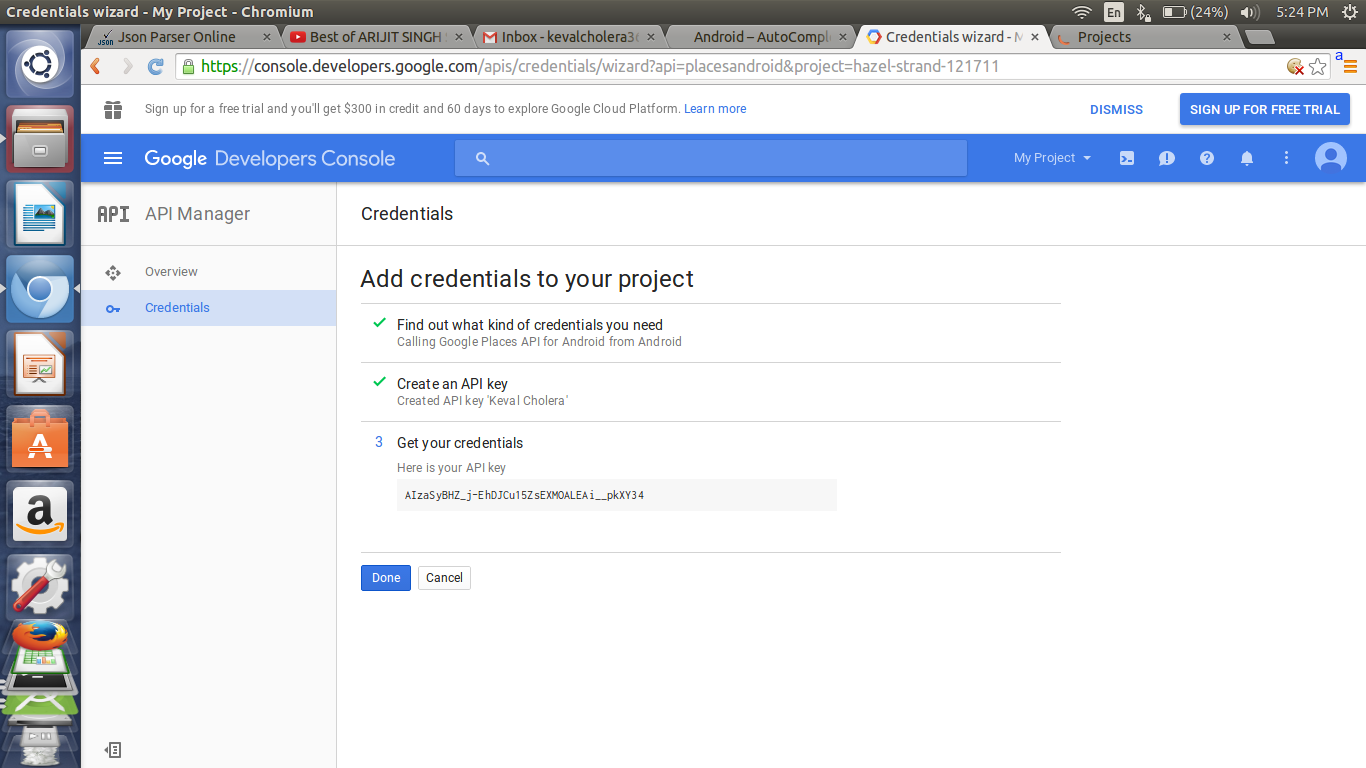 Credentials wizard - My Project - Chromium
En
(24%)
5:24 PM
Json Parser Online
Best of ARIJIT SINGH
Inbox - kevalcholera3
Android – AutoComple
Credentials wizard - M
Projects
https://console.developers.google.com/apis/credentials/wizard?api=placesandroid&project=hazel-strand-121711
a
Sign up for a free trial and you'll get $300 in credit and 60 days to explore Google Cloud Platform. Learn more
DISMISS
SIGN UP FOR FREE TRIAL
Google Developers Console
My Project
API
API Manager
Credentials
Overview
Credentials
Add credentials to your project
Find out what kind of credentials you need
Calling Google Places API for Android from Android
Create an API key
Created API key 'Keval Cholera'
3 Get your credentials
Here is your API key
AIzaSyBHZ_j-EhDJCu15ZsEXMOALEAi__pkXY34
Done
Cancel